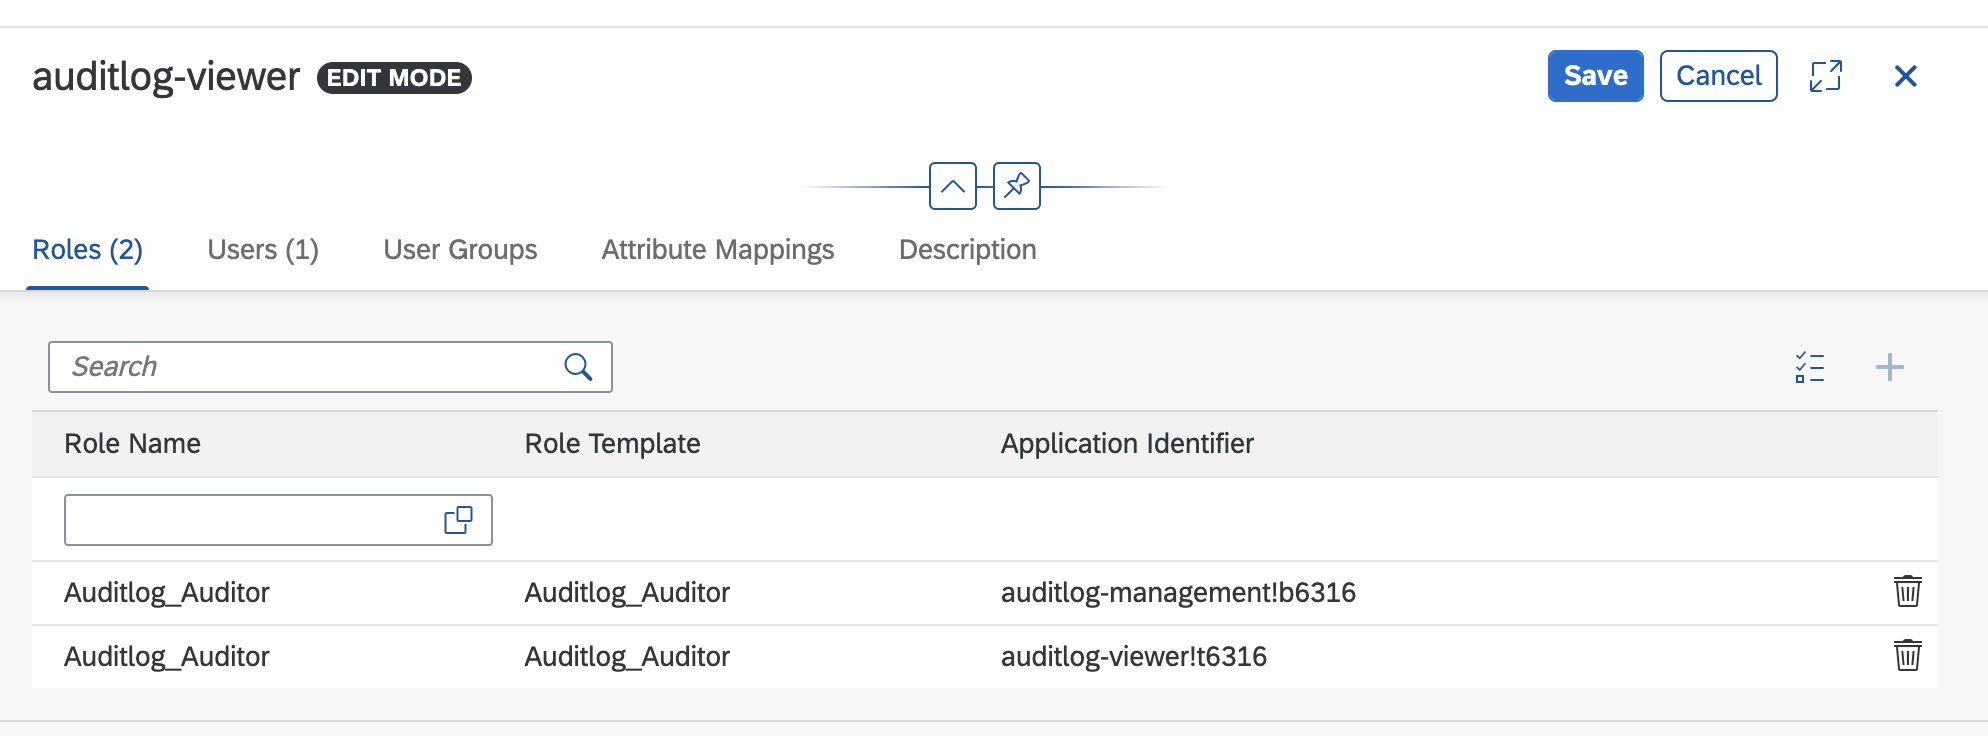 auditlog-viewer EDIT MODE Save Cancel
Roles (2) Users (1) User Groups Attribute Mappings Description
Search
Role Name Role Template Application Identifier
Auditlog_Auditor Auditlog_Auditor auditlog-management!b6316
Auditlog_Auditor Auditlog_Auditor auditlog-viewer!t6316